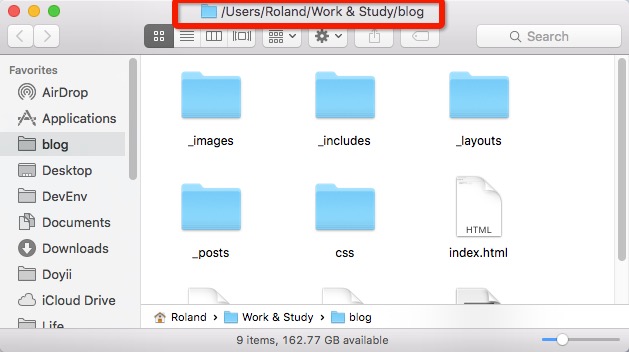 /Users/Roland/Work & Study/blog
Search
Favorites
AirDrop
Applications
blog
Desktop
DevEnv
Documents
Downloads
Doyii
iCloud Drive
Life
_images
_includes
_layouts
_posts
css
HTML
index.html
Roland > Work & Study > blog
9 items, 162.77 GB available